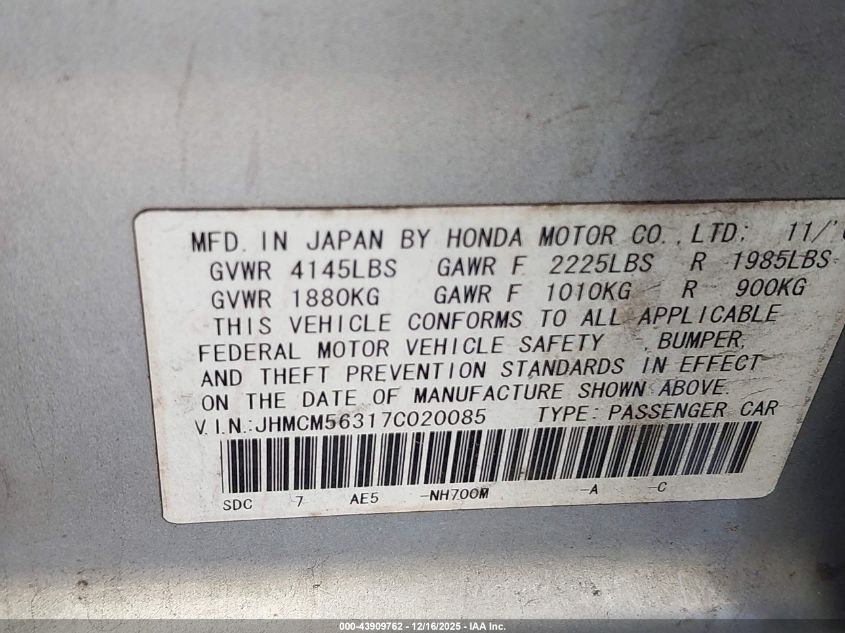 MFD. IN JAPAN BY HONDA MOTOR CO.,LTD; 11/'
GVWR 4145LBS GAWR F 2225LBS R 1985LBS
GVWR 1880KG GAWR F 1010KG R 900KG
THIS VEHICLE CONFORMS TO ALL APPLICABLE
FEDERAL MOTOR VEHICLE SAFETY ,BUMPER,
AND THEFT PREVENTION STANDARDS IN EFFECT
ON THE DATE OF MANUFACTURE SHOWN ABOVE.
V.I.N.:JHMCM56317C020085 TYPE: PASSENGER CAR
SDC 7 AE5 -NH700M -A -C
000-43909762 - 12/16/2025 - IAA Inc.